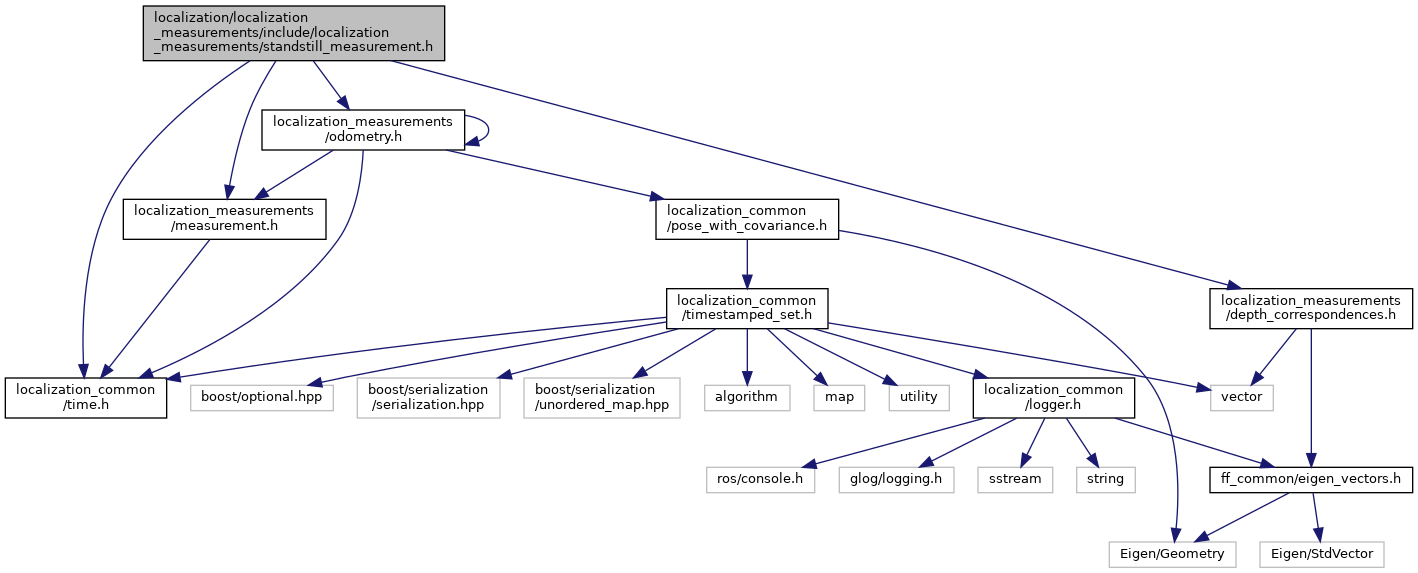 localization/localization
_measurements/include/localization
_measurements/standstill_measurement.h
localization_measurements
/odometry.h
localization_measurements
/measurement.h
localization_common
/pose_with_covariance.h
localization_common
/timestamped_set.h
localization_measurements
/depth_correspondences.h
localization_common
/time.h
boost/optional.hpp
boost/serialization
/serialization.hpp
boost/serialization
/unordered_map.hpp
algorithm
map
utility
localization_common
/logger.h
vector
ros/console.h
glog/logging.h
sstream
string
ff_common/eigen_vectors.h
Eigen/Geometry
Eigen/StdVector